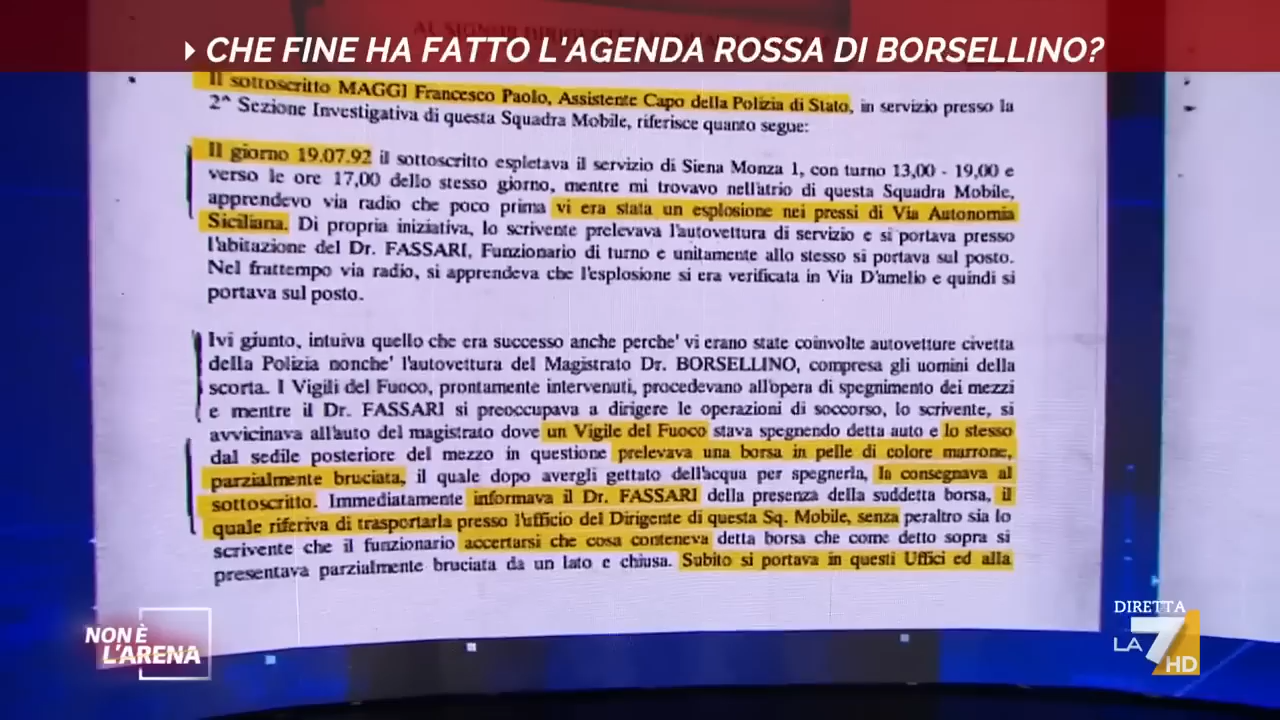 AL SIGNOR DIRIGENTE
CHE FINE HA FATTO L'AGENDA ROSSA DI BORSELLINO?
Il sottoscritto MAGGI Francesco Paolo, Assistente Capo della Polizia di Stato, in servizio presso la
2^ Sezione Investigativa di questa Squadra Mobile, riferisce quanto segue:
Il giorno 19.07.92 il sottoscritto espletava il servizio di Siena Monza 1, con turno 13,00 - 19,00 e
verso le ore 17,00 dello stesso giorno, mentre mi trovavo nell'atrio di questa Squadra Mobile,
apprendevo via radio che poco prima vi era stata un esplosione nei pressi di Via Autonomia
Siciliana. Di propria iniziativa, lo scrivente prelevava l'autovettura di servizio e si portava presso
l'abitazione del Dr. FASSARI, Funzionario di turno e unitamente allo stesso si portava sul posto.
Nel frattempo via radio, si apprendeva che l'esplosione si era verificata in Via D'amelio e quindi si
portava sul posto.
Ivi giunto, intuiva quello che era successo anche perche' vi erano state coinvolte autovetture civetta
della Polizia nonche' l'autovettura del Magistrato Dr. BORSELLINO, compresa gli uomini della
scorta. I Vigili del Fuoco, prontamente intervenuti, procedevano all'opera di spegnimento dei mezzi
e mentre il Dr. FASSARI si preoccupava a dirigere le operazioni di soccorso, lo scrivente, si
avvicinava all'auto del magistrato dove un Vigile del Fuoco stava spegnendo detta auto e lo stesso
dal sedile posteriore del mezzo in questione prelevava una borsa in pelle di colore marrone,
parzialmente bruciata, il quale dopo avergli gettato dell'acqua per spegnerla, la consegnava al
sottoscritto. Immediatamente informava il Dr. FASSARI della presenza della suddetta borsa, il
quale riferiva di trasportarla presso l'ufficio del Dirigente di questa Sq. Mobile, senza peraltro sia lo
scrivente che il funzionario accertarsi che cosa conteneva detta borsa che come detto sopra si
presentava parzialmente bruciata da un lato e chiusa. Subito si portava in questi Uffici ed alla
NON È
L'ARENA
DIRETTA
LA 7 HD